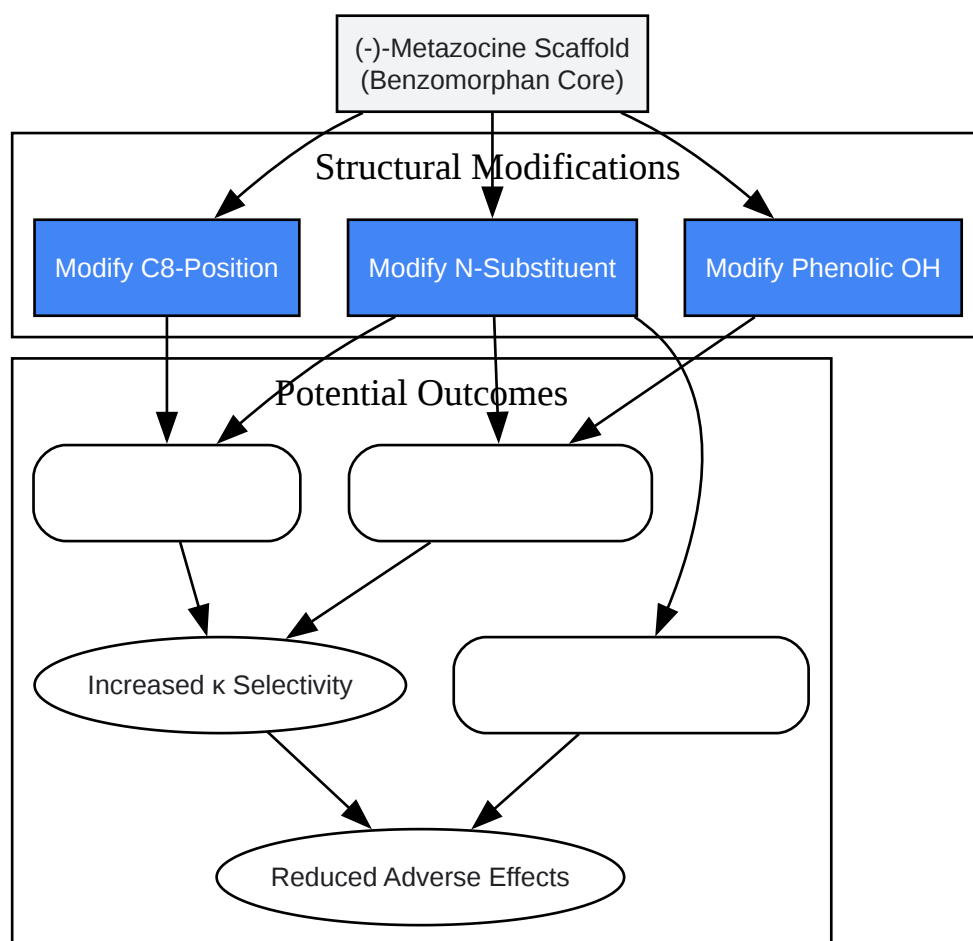 (-)-Metazocine Scaffold
(Benzomorphan Core)
Structural Modifications
Modify C8-Position
Modify N-Substituent
Modify Phenolic OH
Potential Outcomes
Increased κ Selectivity
Reduced Adverse Effects